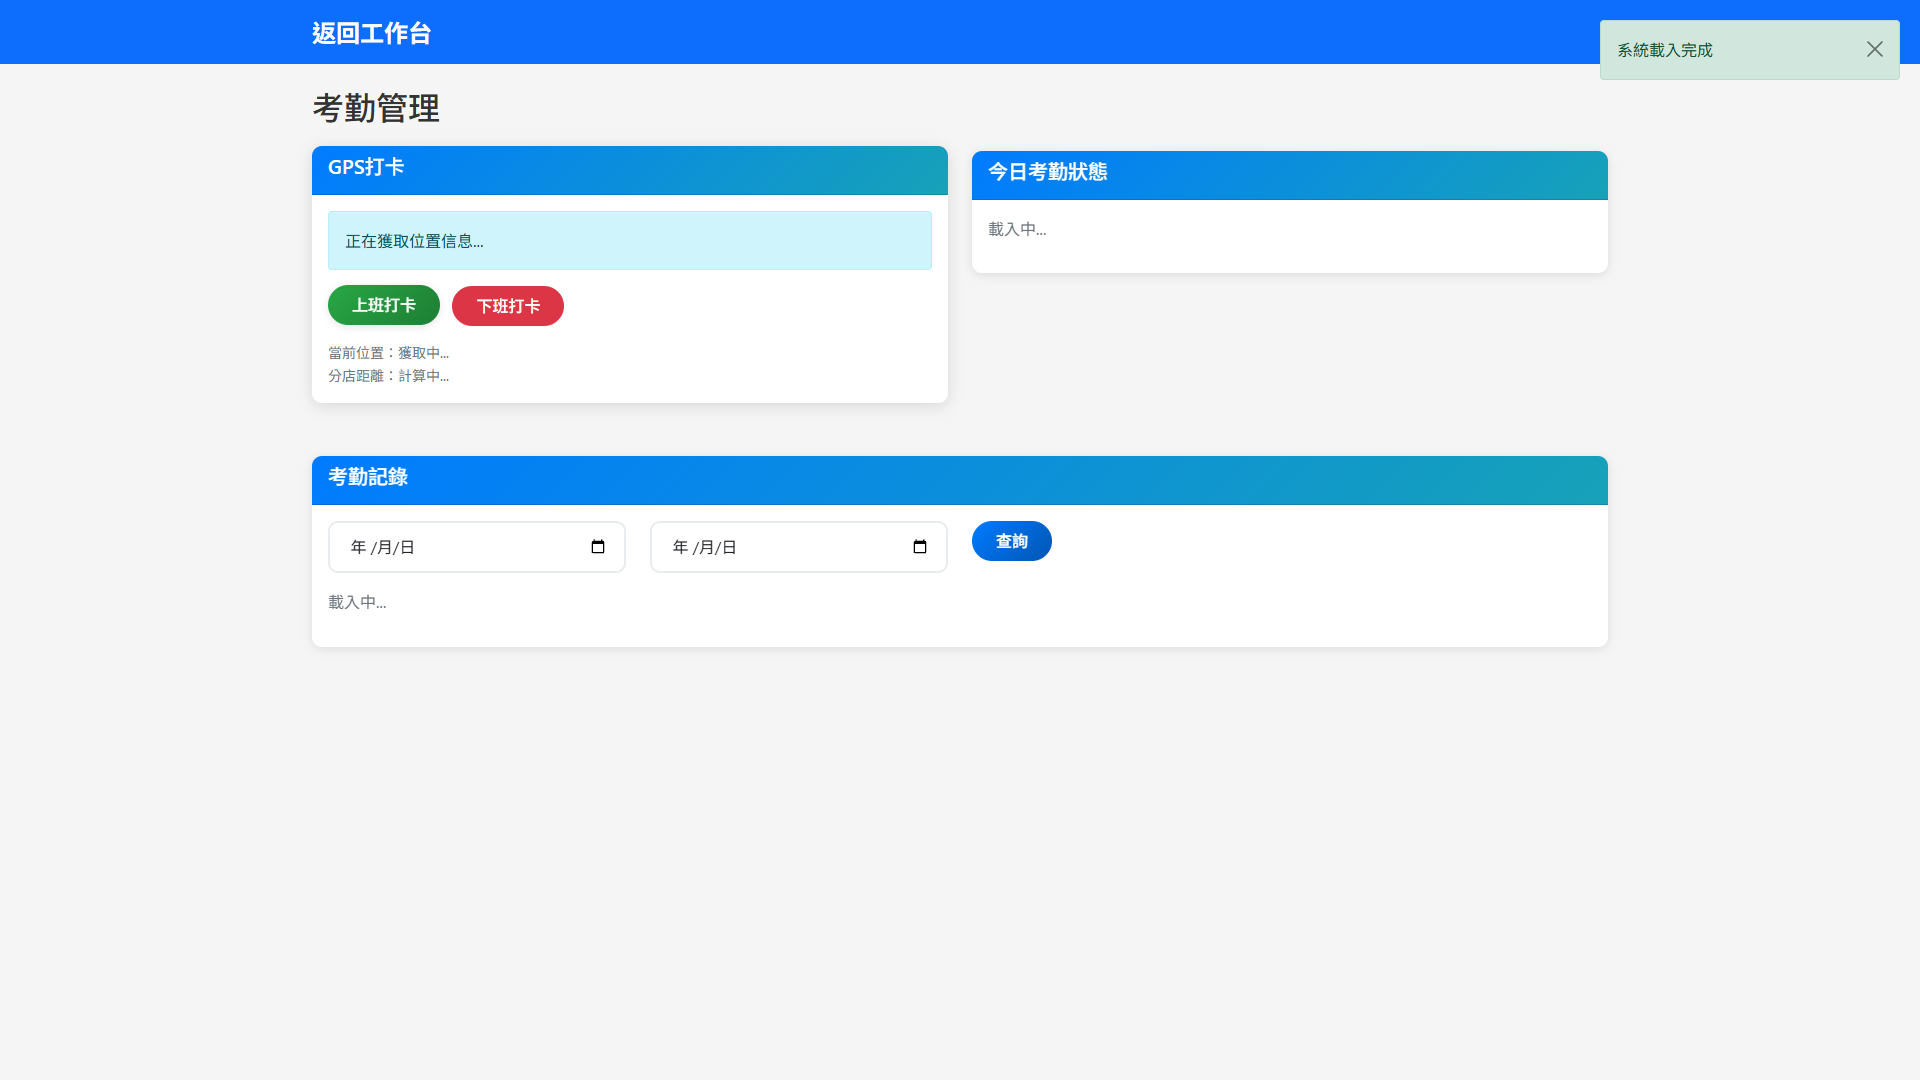 返回工作台
系統載入完成
考勤管理
GPS打卡
正在獲取位置信息...
上班打卡
下班打卡
當前位置：獲取中...
分店距離：計算中...
今日考勤狀態
載入中...
考勤記錄
年 /月/日
年 /月/日
查詢
載入中...